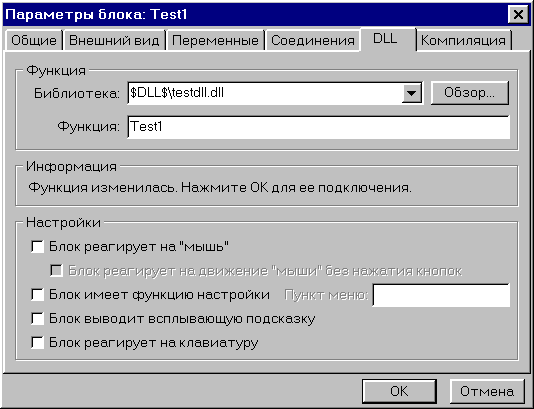 Параметры блока: Test1
Общие Внешний вид Переменные Соединения DLL Компиляция
Функция
Библиотека: $DLL$\testdll.dll Обзор...
Функция: Test1
Информация
Функция изменилась. Нажмите ОК для ее подключения.
Настройки
Блок реагирует на "мышь"
Блок реагирует на движение "мыши" без нажатия кнопок
Блок имеет функцию настройки Пункт меню:
Блок выводит всплывающую подсказку
Блок реагирует на клавиатуру
OK Отмена